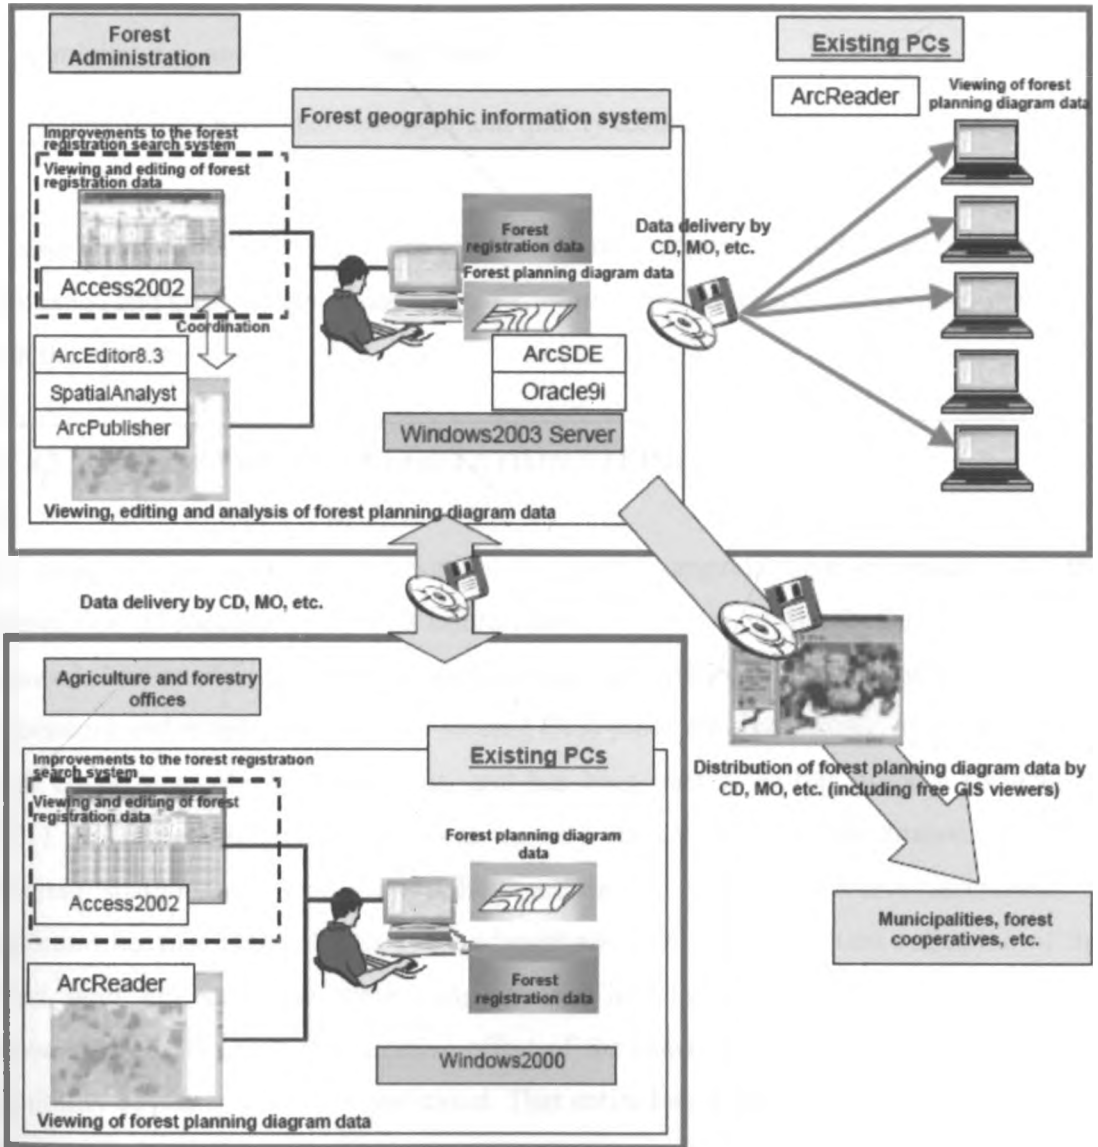 Forest
Administration
Existing PCs
ArcReader
Viewing of forest
planning diagram data
Forest geographic information system
Improvements to the forest
registration search system
Viewing and editing of forest
registration data
Access2002
Coordination
ArcEditor8.3
SpatialAnalyst
ArcPublisher
Forest
registration data
Forest planning diagram data
ArcSDE
Oracle9i
Windows2003 Server
Viewing, editing and analysis of forest planning diagram data
Data delivery by
CD, MO, etc.
Data delivery by CD, MO, etc.
Agriculture and forestry
offices
Existing PCs
Improvements to the forest registration
search system
Viewing and editing of forest
registration data
Access2002
ArcReader
Forest planning diagram
data
Forest
registration data
Windows2000
Viewing of forest planning diagram data
Distribution of forest planning diagram data by
CD, MO, etc. (including free GIS viewers)
Municipalities, forest
cooperatives, etc.